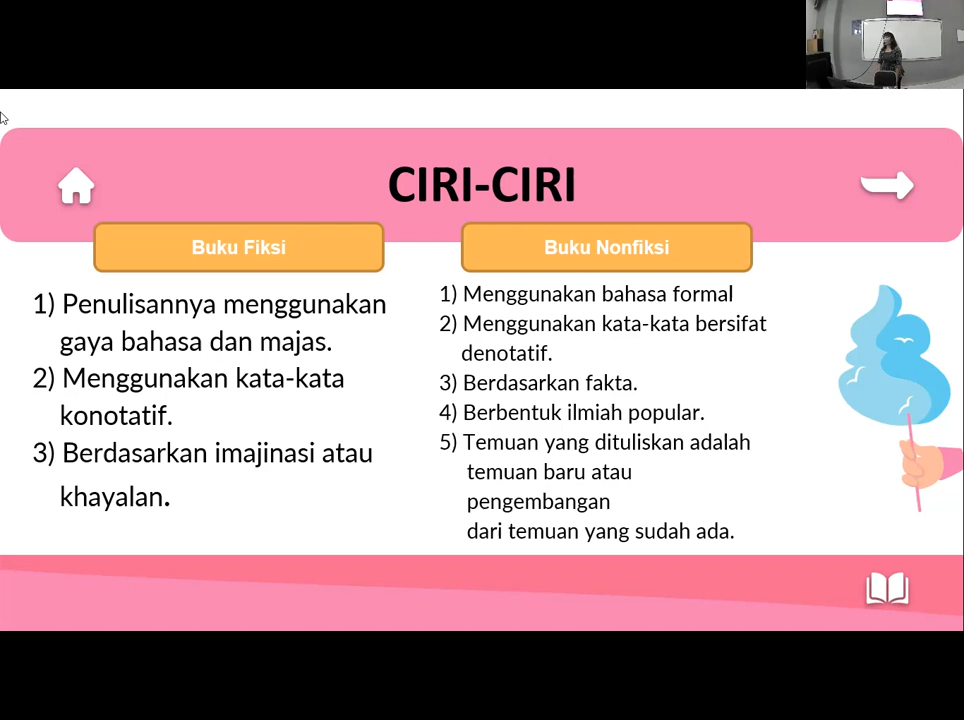 CIRI-CIRI
Buku Fiksi
1) Penulisannya menggunakan
gaya bahasa dan majas.
2) Menggunakan kata-kata
konotatif.
3) Berdasarkan imajinasi atau
khayalan.
Buku Nonfiksi
1) Menggunakan bahasa formal
2) Menggunakan kata-kata bersifat
denotatif.
3) Berdasarkan fakta.
4) Berbentuk ilmiah popular.
5) Temuan yang dituliskan adalah
temuan baru atau
pengembangan
dari temuan yang sudah ada.